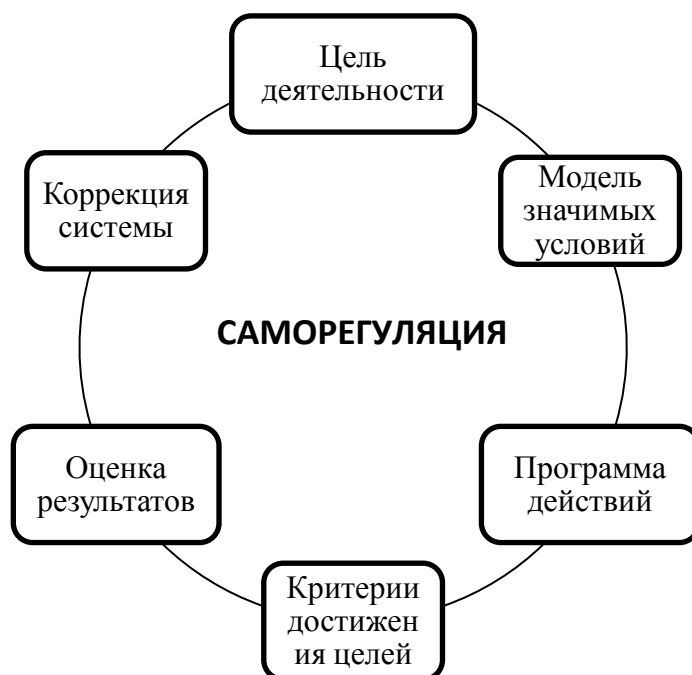 Цель
деятельности
Модель
значимых
условий
Программа
действий
Критерии
достижен
ия целей
Оценка
результатов
Коррекция
системы
САМОРЕГУЛЯЦИЯ